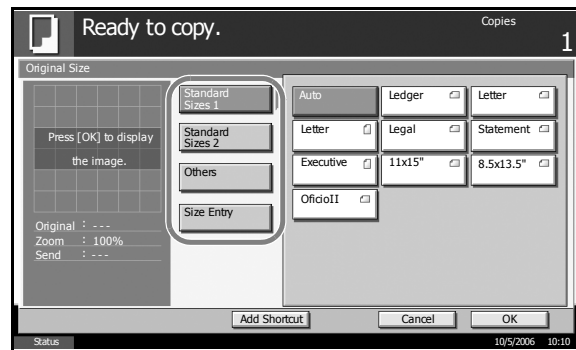 Ready to copy.
Copies
1
Original Size
Press [OK] to display
the image.
Original : ---
Zoom : 100%
Send : ---
Standard
Sizes 1
Standard
Sizes 2
Others
Size Entry
Auto
Ledger
Letter
Letter
Legal
Statement
Executive
11x15"
8.5x13.5"
OficioII
Add Shortcut
Cancel
OK
Status
10/5/2006 10:10